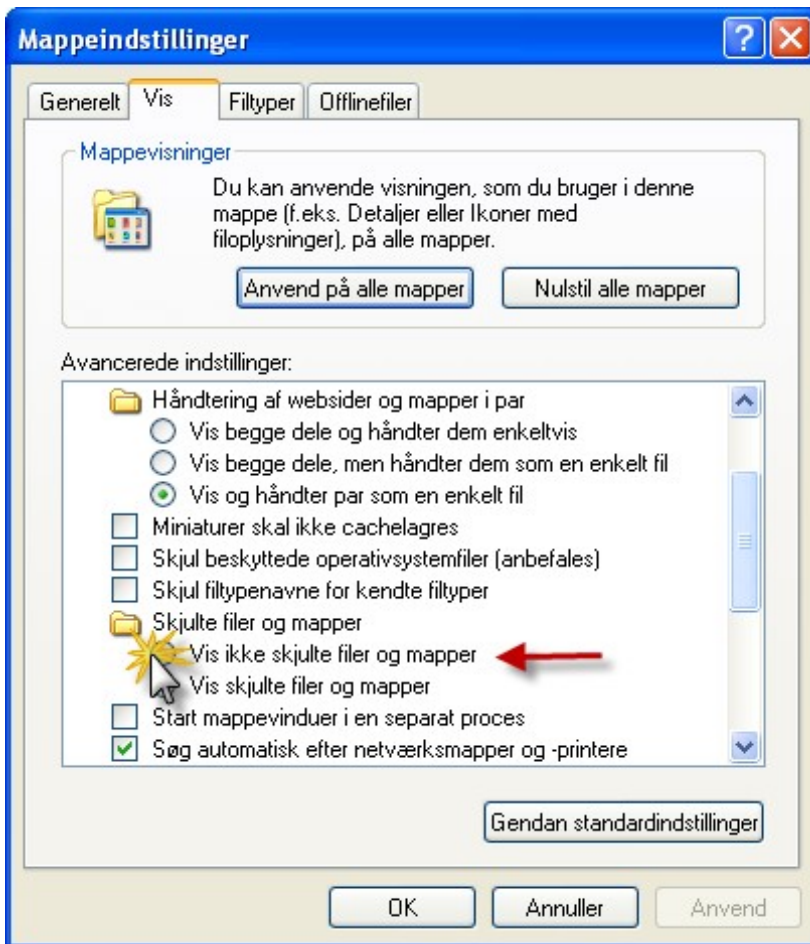 Mappeindstillinger
Generelt Vis Filtyper Offlinefiler
Mappevisninger
Du kan anvende visningen, som du bruger i denne
mappe (f.eks. Detaljer eller Ikoner med
filoplysninger), på alle mapper.
Anvend på alle mapper Nulstil alle mapper
Avancerede indstillinger:
Håndtering af websider og mapper i par
Vis begge dele og håndter dem enkeltvis
Vis begge dele, men håndter dem som en enkelt fil
Vis og håndter par som en enkelt fil
Miniaturer skal ikke cachelagres
Skjul beskyttede operativsystemfiler (anbefales)
Skjul filtypenavne for kendte filtyper
Skjulte filer og mapper
Vis ikke skjulte filer og mapper
Vis skjulte filer og mapper
Start mappevinduer i en separat proces
Søg automatisk efter netværksmapper og -printere
Gendan standardindstillinger
OK Annuller Anvend